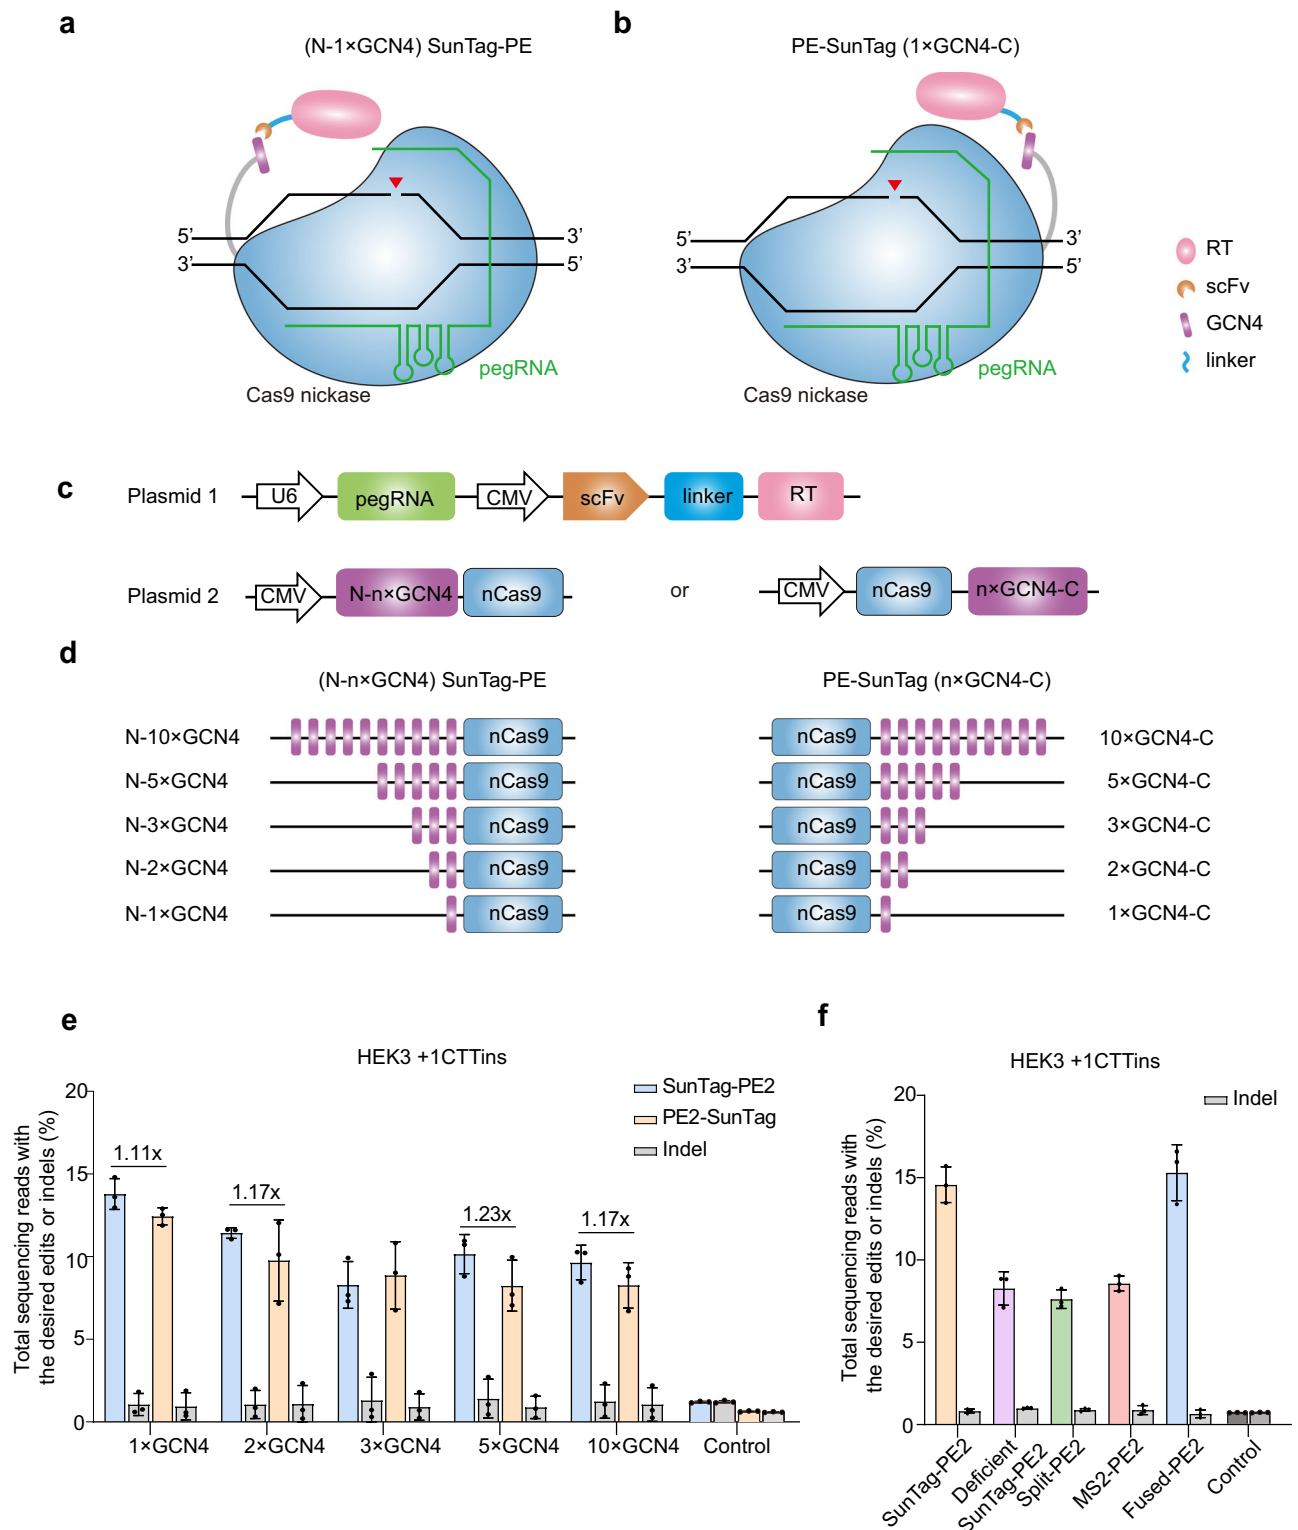 a
(N-1×GCN4) SunTag-PE
5’
3’
3’
5’
pegRNA
Cas9 nickase
b
PE-SunTag (1×GCN4-C)
5’
3’
3’
5’
pegRNA
Cas9 nickase
RT
scFv
GCN4
linker
c
Plasmid 1
U6
pegRNA
CMV
scFv
linker
RT
Plasmid 2
CMV
N-n×GCN4
nCas9
or
CMV
nCas9
n×GCN4-C
d
(N-n×GCN4) SunTag-PE
PE-SunTag (n×GCN4-C)
N-10×GCN4
nCas9
nCas9
10×GCN4-C
N-5×GCN4
nCas9
nCas9
5×GCN4-C
N-3×GCN4
nCas9
nCas9
3×GCN4-C
N-2×GCN4
nCas9
nCas9
2×GCN4-C
N-1×GCN4
nCas9
nCas9
1×GCN4-C
e
HEK3 +1CTTins
Total sequencing reads with
the desired edits or indels (%)
20
15
10
5
0
SunTag-PE2
PE2-SunTag
Indel
1.11x
1.17x
1.23x
1.17x
1×GCN4
2×GCN4
3×GCN4
5×GCN4
10×GCN4
Control
f
HEK3 +1CTTins
Total sequencing reads with
the desired edits or indels (%)
20
15
10
5
0
Indel
SunTag-PE2
Deficient
SunTag-PE2
Split-PE2
MS2-PE2
Fused-PE2
Control